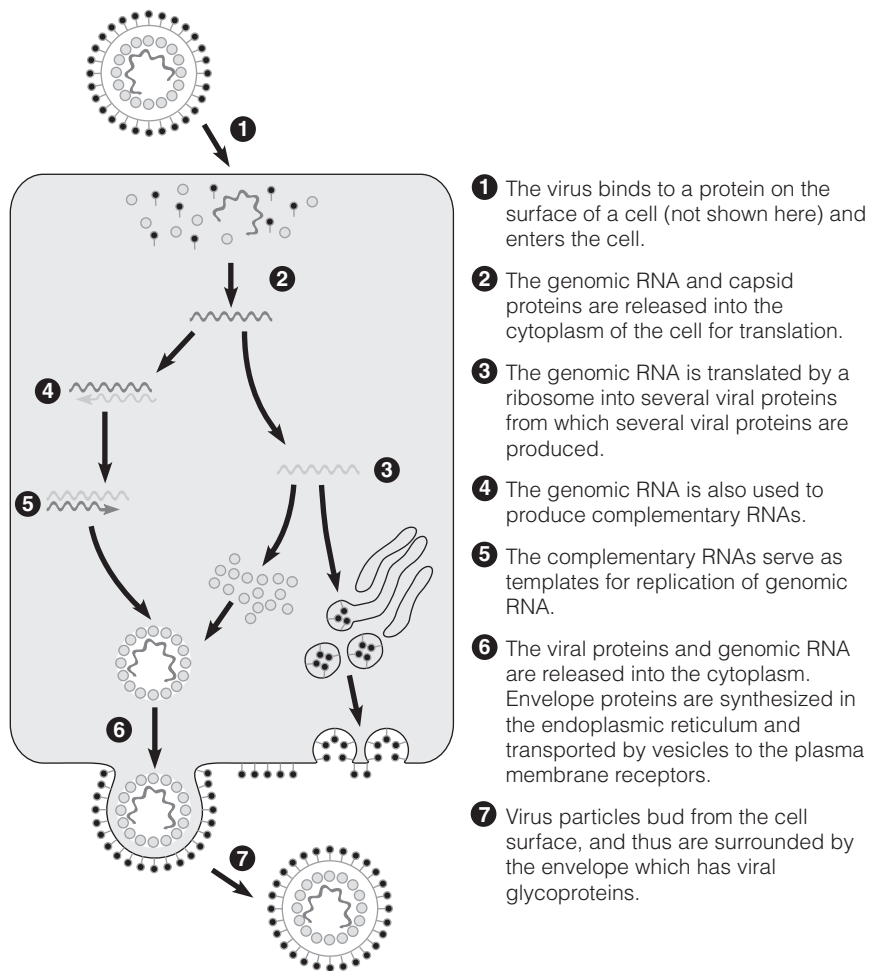 1
2
4
3
5
6
7
1 The virus binds to a protein on the
surface of a cell (not shown here) and
enters the cell.
2 The genomic RNA and capsid
proteins are released into the
cytoplasm of the cell for translation.
3 The genomic RNA is translated by a
ribosome into several viral proteins
from which several viral proteins are
produced.
4 The genomic RNA is also used to
produce complementary RNAs.
5 The complementary RNAs serve as
templates for replication of genomic
RNA.
6 The viral proteins and genomic RNA
are released into the cytoplasm.
Envelope proteins are synthesized in
the endoplasmic reticulum and
transported by vesicles to the plasma
membrane receptors.
7 Virus particles bud from the cell
surface, and thus are surrounded by
the envelope which has viral
glycoproteins.